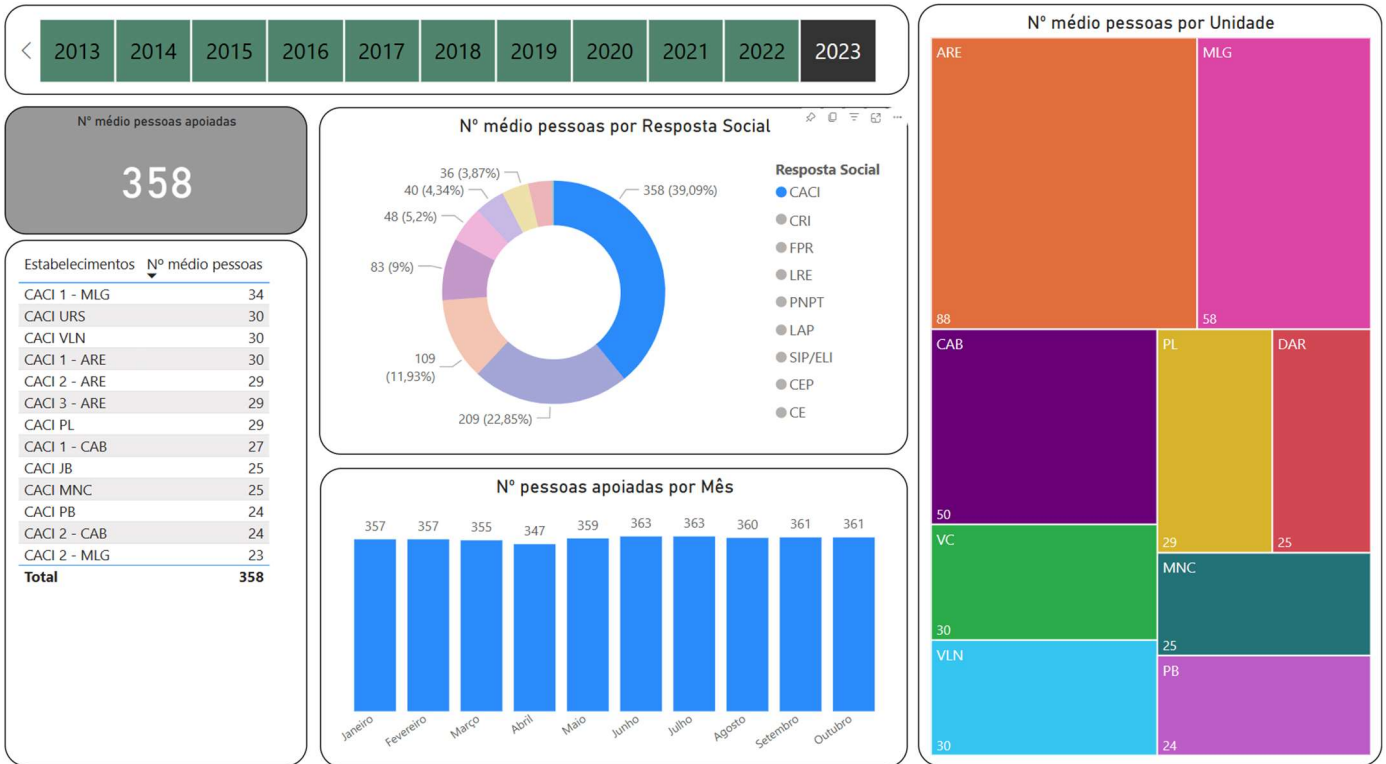 2013 2014 2015 2016 2017 2018 2019 2020 2021 2022 2023
Nº médio pessoas apoiadas
358
Estabelecimentos Nº médio pessoas
CACI 1 - MLG 34
CACI URS 30
CACI VLN 30
CACI 1 - ARE 30
CACI 2 - ARE 29
CACI 3 - ARE 29
CACI PL 29
CACI 1 - CAB 27
CACI JB 25
CACI MNC 25
CACI PB 24
CACI 2 - CAB 24
CACI 2 - MLG 23
Total 358
Nº médio pessoas por Resposta Social
36 (3,87%)
40 (4,34%)
48 (5,2%)
83 (9%)
109
(11,93%)
209 (22,85%)
358 (39,09%)
Resposta Social
CACI
CRI
FPR
LRE
PNPT
LAP
SIP/ELI
CEP
CE
Nº pessoas apoiadas por Mês
357 357 355 347 359 363 363 360 361 361
Janeiro Fevereiro Março Abril Maio Junho Julho Agosto Setembro Outubro
Nº médio pessoas por Unidade
ARE
88
MLG
58
CAB
50
PL
29
DAR
25
VC
30
MNC
25
VLN
30
PB
24